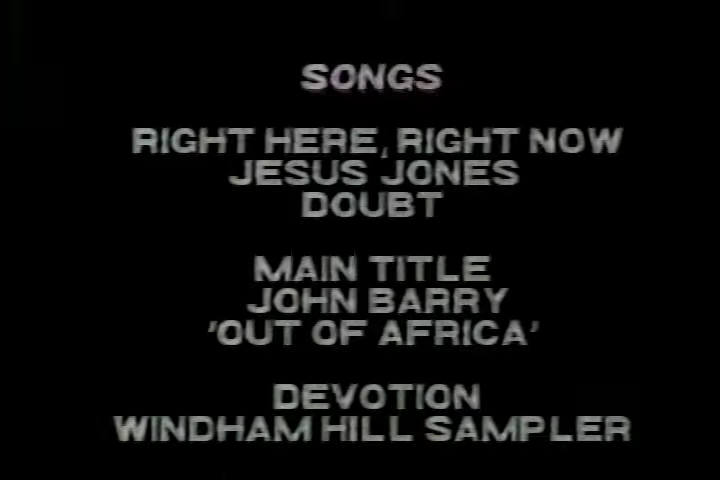 SONGS
RIGHT HERE, RIGHT NOW
JESUS JONES
DOUBT
MAIN TITLE
JOHN BARRY
'OUT OF AFRICA'
DEVOTION
WINDHAM HILL SAMPLER